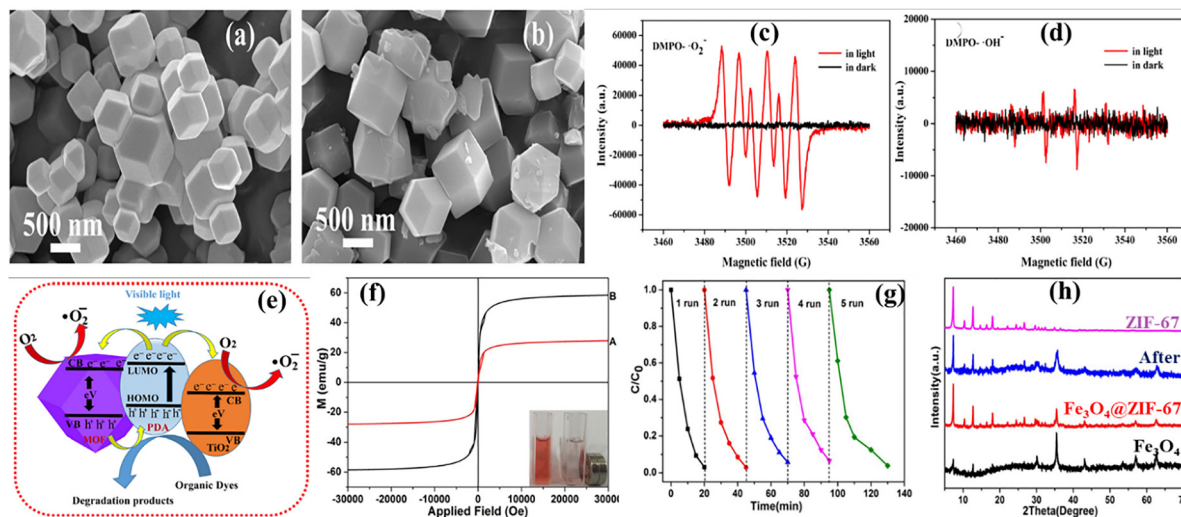 (a)
500 nm
(b)
500 nm
(c)
DMPO- ·O₂⁻
in light
in dark
60000
40000
20000
0
-20000
-40000
-60000
Intensity (a.u.)
3460 3480 3500 3520 3540 3560
Magnetic field (G)
(d)
DMPO- ·OH⁻
in light
in dark
20000
10000
0
-10000
-20000
Intensity (a.u.)
3460 3480 3500 3520 3540 3560
Magnetic field (G)
(e)
Visible light
O₂
·O₂⁻
CB e⁻ e⁻ e⁻
eV
VB h⁺ h⁺
MOF
e⁻e⁻e⁻e⁻
LUMO
HOMO
h⁺h⁺h⁺h⁺
PDA
O₂
·O₂⁻
e⁻e⁻e⁻ e⁻
CB
eV
VB
TiO₂
Degradation products
Organic Dyes
(f)
B
A
80
60
40
20
0
-20
-40
-60
M (emu/g)
-30000 -20000 -10000 0 10000 20000 30000
Applied Field (Oe)
(g)
1 run 2 run 3 run 4 run 5 run
1.0
0.8
0.6
0.4
0.2
0.0
C/C₀
0 20 40 60 80 100 120 140
Time(min)
(h)
ZIF-67
After
Fe₃O₄@ZIF-67
Fe₃O₄
Intensity(a.u.)
10 20 30 40 50 60 70
2Theta(Degree)